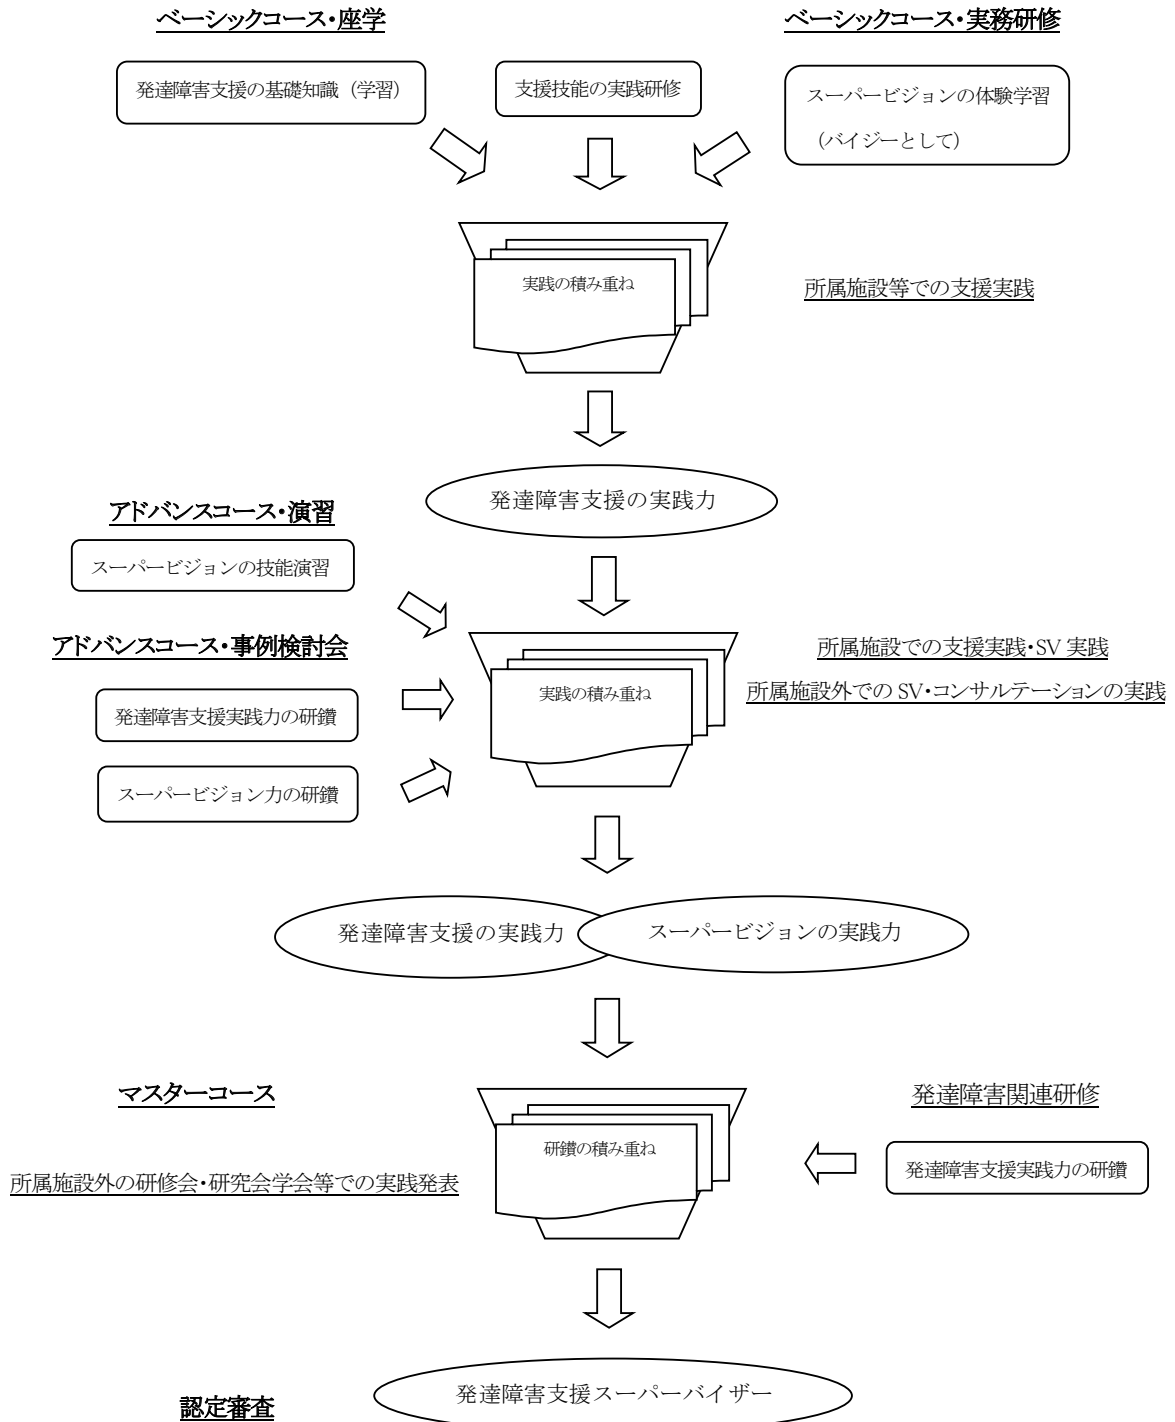 ベーシックコース・座学
ベーシックコース・実務研修
発達障害支援の基礎知識（学習）
支援技能の実践研修
スーパービジョンの体験学習
（バイジーとして）
実践の積み重ね
所属施設等での支援実践
発達障害支援の実践力
アドバンスコース・演習
スーパービジョンの技能演習
アドバンスコース・事例検討会
発達障害支援実践力の研鑽
スーパービジョン力の研鑽
実践の積み重ね
所属施設での支援実践・SV 実践
所属施設外での SV・コンサルテーションの実践
発達障害支援の実践力
スーパービジョンの実践力
マスターコース
所属施設外の研修会・研究会学会等での実践発表
研鑽の積み重ね
発達障害関連研修
発達障害支援実践力の研鑽
認定審査
発達障害支援スーパーバイザー